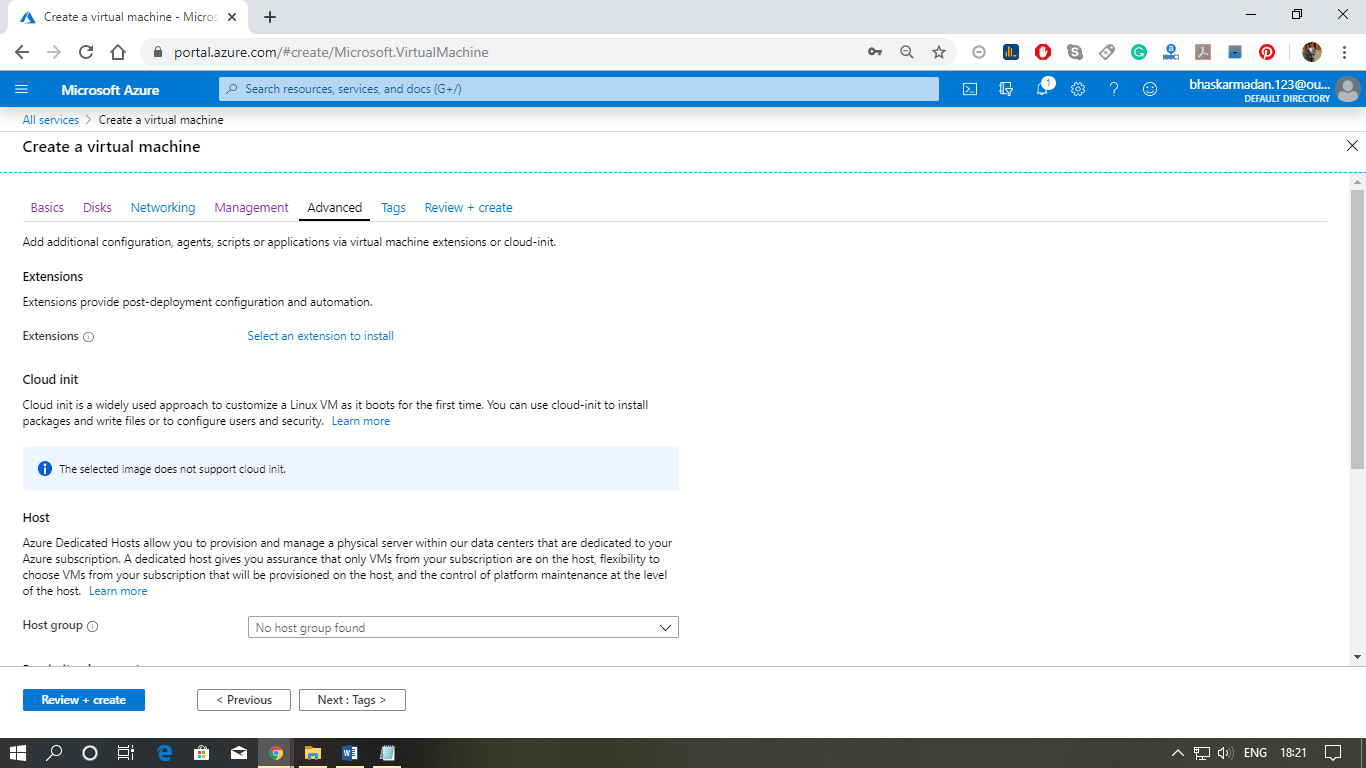 Create a virtual machine - Micros
portal.azure.com/#create/Microsoft.VirtualMachine
Microsoft Azure
Search resources, services, and docs (G+/)
1
bhaskarmadan.123@ou...
DEFAULT DIRECTORY
All services > Create a virtual machine
Create a virtual machine
Basics Disks Networking Management Advanced Tags Review + create
Add additional configuration, agents, scripts or applications via virtual machine extensions or cloud-init.
Extensions
Extensions provide post-deployment configuration and automation.
Extensions Select an extension to install
Cloud init
Cloud init is a widely used approach to customize a Linux VM as it boots for the first time. You can use cloud-init to install
packages and write files or to configure users and security. Learn more
The selected image does not support cloud init.
Host
Azure Dedicated Hosts allow you to provision and manage a physical server within our data centers that are dedicated to your
Azure subscription. A dedicated host gives you assurance that only VMs from your subscription are on the host, flexibility to
choose VMs from your subscription that will be provisioned on the host, and the control of platform maintenance at the level
of the host. Learn more
Host group No host group found
Review + create < Previous Next : Tags >
ENG 18:21